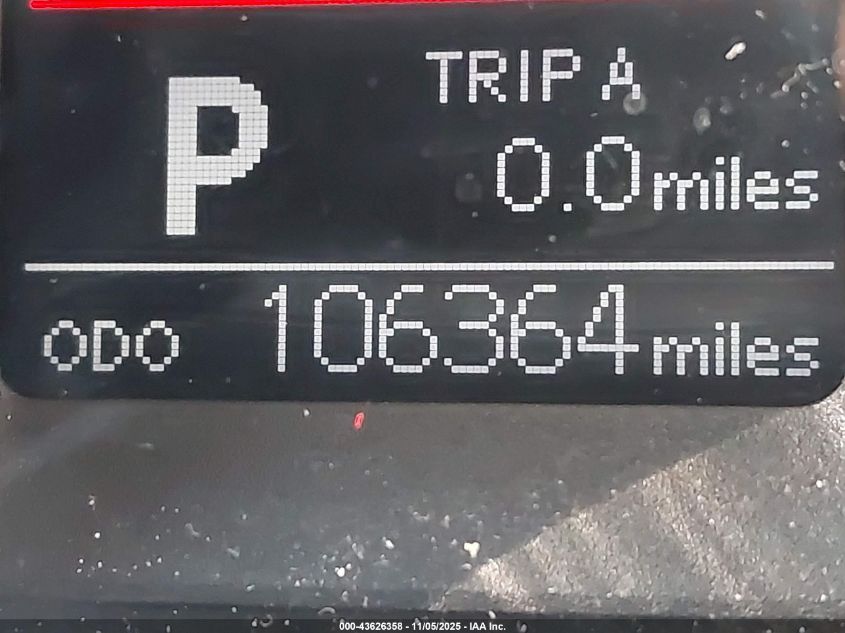 P
TRIP A
0.0 miles
ODO 106364 miles
000-43626358 - 11/05/2025 - IAA Inc.